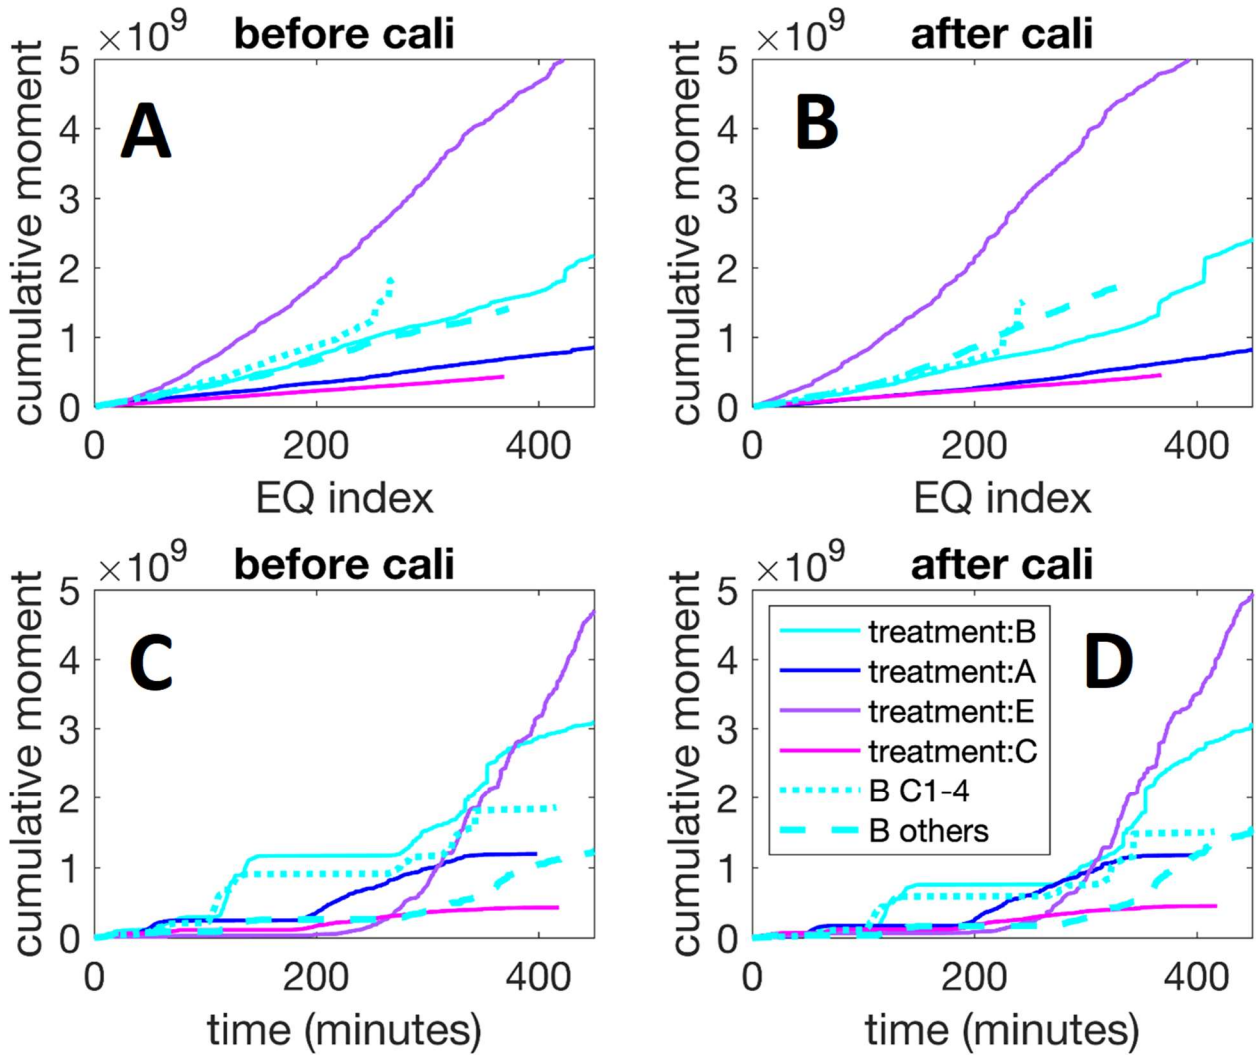 ×10⁹ before cali
5
4
3
2
1
0
cumulative moment
A
0 200 400
EQ index
×10⁹ after cali
5
4
3
2
1
0
cumulative moment
B
0 200 400
EQ index
×10⁹ before cali
5
4
3
2
1
0
cumulative moment
C
0 200 400
time (minutes)
×10⁹ after cali
5
4
3
2
1
0
cumulative moment
treatment:B
treatment:A
treatment:E
treatment:C
B C1-4
B others
D
0 200 400
time (minutes)